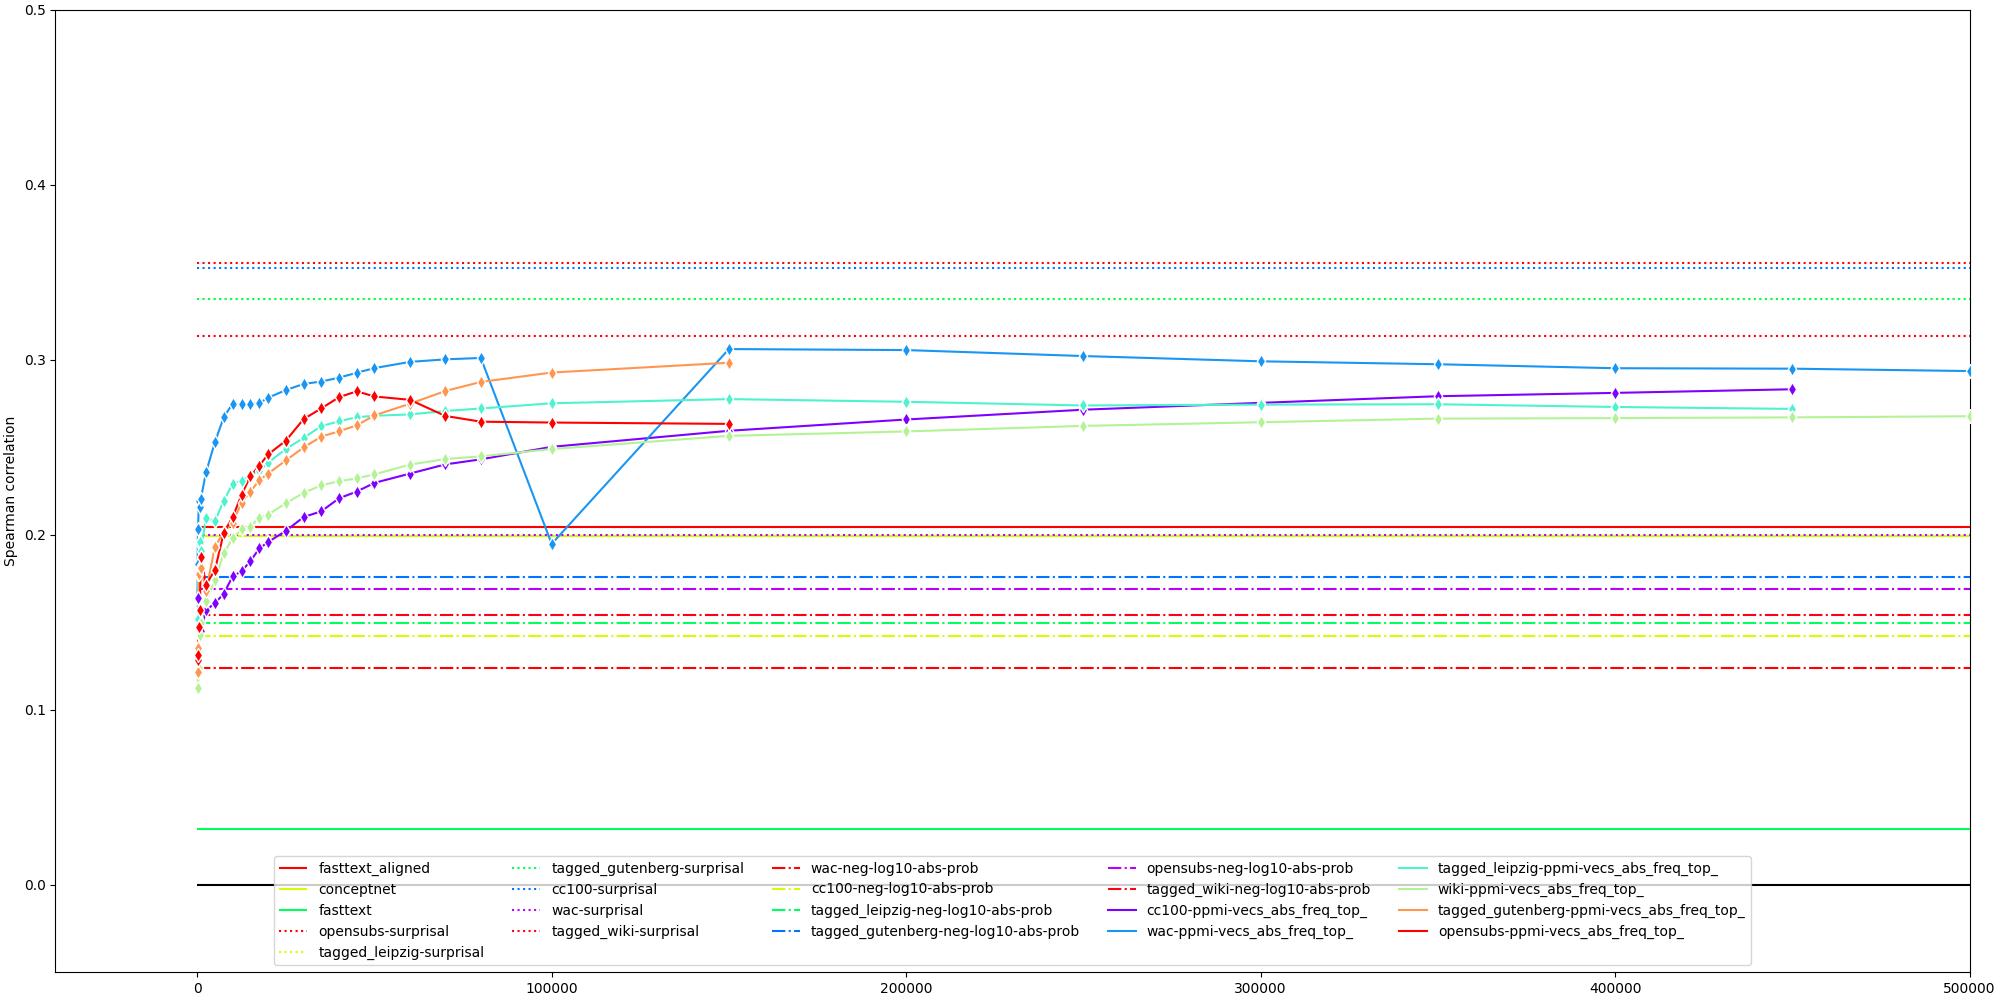 0.5
0.4
0.3
0.2
0.1
0.0
Spearman correlation
fasttext_aligned
conceptnet
fasttext
opensubs-surprisal
tagged_leipzig-surprisal
tagged_gutenberg-surprisal
cc100-surprisal
wac-surprisal
tagged_wiki-surprisal
wac-neg-log10-abs-prob
cc100-neg-log10-abs-prob
tagged_leipzig-neg-log10-abs-prob
tagged_gutenberg-neg-log10-abs-prob
opensubs-neg-log10-abs-prob
tagged_wiki-neg-log10-abs-prob
cc100-ppmi-vecs_abs_freq_top_
wac-ppmi-vecs_abs_freq_top_
tagged_leipzig-ppmi-vecs_abs_freq_top_
wiki-ppmi-vecs_abs_freq_top_
tagged_gutenberg-ppmi-vecs_abs_freq_top_
opensubs-ppmi-vecs_abs_freq_top_
0 100000 200000 300000 400000 500000